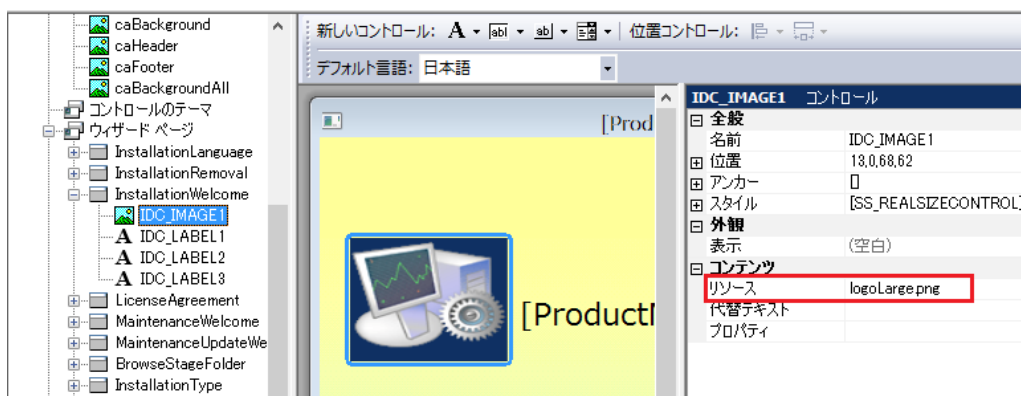 caBackground
caHeader
caFooter
caBackgroundAll
コントロールのテーマ
ウィザード ページ
InstallationLanguage
InstallationRemoval
InstallationWelcome
IDC_IMAGE1
IDC_LABEL1
IDC_LABEL2
IDC_LABEL3
LicenseAgreement
MaintenanceWelcome
MaintenanceUpdateWe
BrowseStageFolder
InstallationType
新しいコントロール: A abl ab 位置コントロール:
デフォルト言語: 日本語
[Prod
[ProductN
IDC_IMAGE1 コントロール
全般
名前 IDC_IMAGE1
位置 13,0,68,62
アンカー []
スタイル [SS_REALSIZECONTROL]
外観
表示 (空白)
コンテンツ
リソース logoLarge.png
代替テキスト
プロパティ